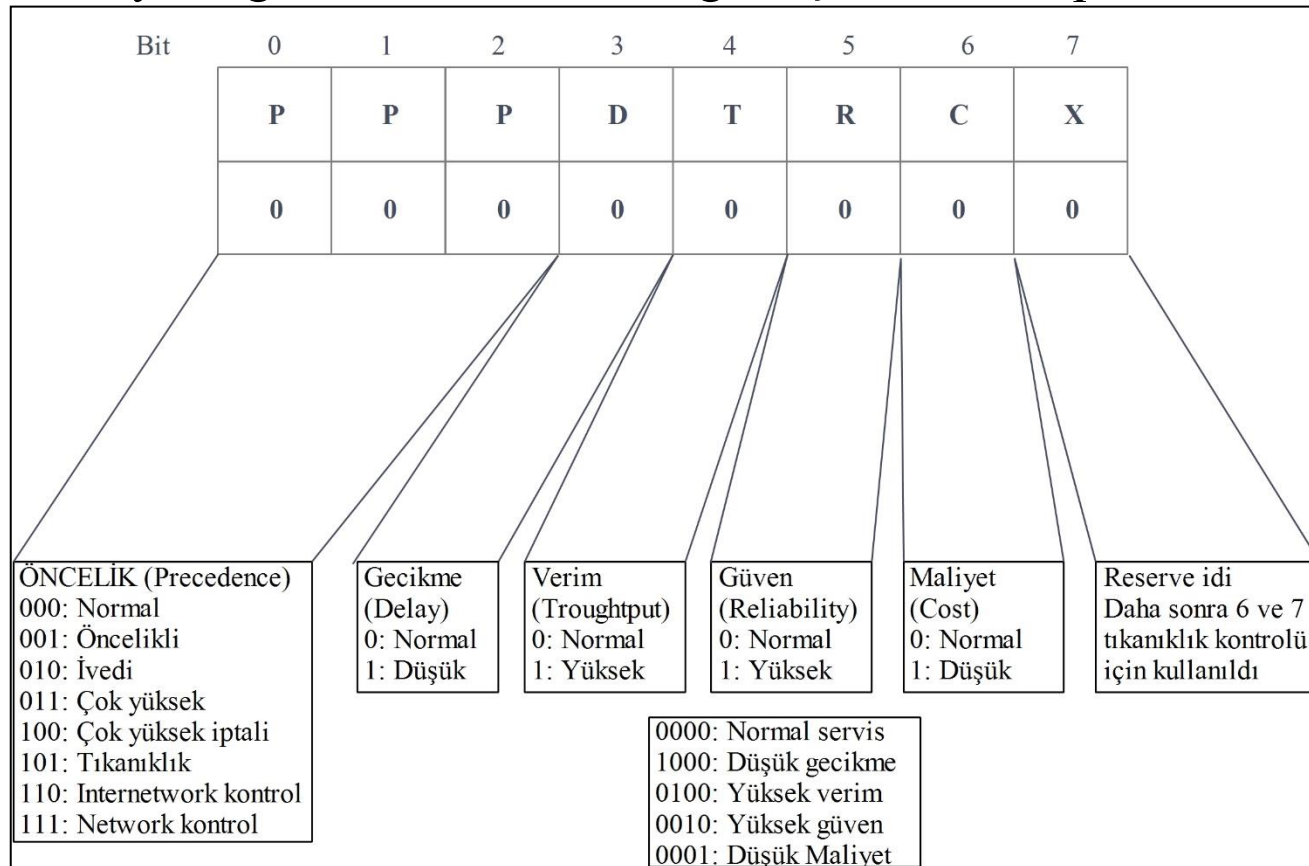 Bit 0 1 2 3 4 5 6 7
P P P D T R C X
0 0 0 0 0 0 0 0
ÖNCELİK (Precedence)
000: Normal
001: Öncelikli
010: İvedi
011: Çok yüksek
100: Çok yüksek iptali
101: Tıkanıklık
110: Internetwork kontrol
111: Network kontrol
Gecikme
(Delay)
0: Normal
1: Düşük
Verim
(Troughtput)
0: Normal
1: Yüksek
Güven
(Reliability)
0: Normal
1: Yüksek
Maliyet
(Cost)
0: Normal
1: Düşük
Reserve idi
Daha sonra 6 ve 7
tıkanıklık kontrolü
için kullanıldı
0000: Normal servis
1000: Düşük gecikme
0100: Yüksek verim
0010: Yüksek güven
0001: Düşük Maliyet